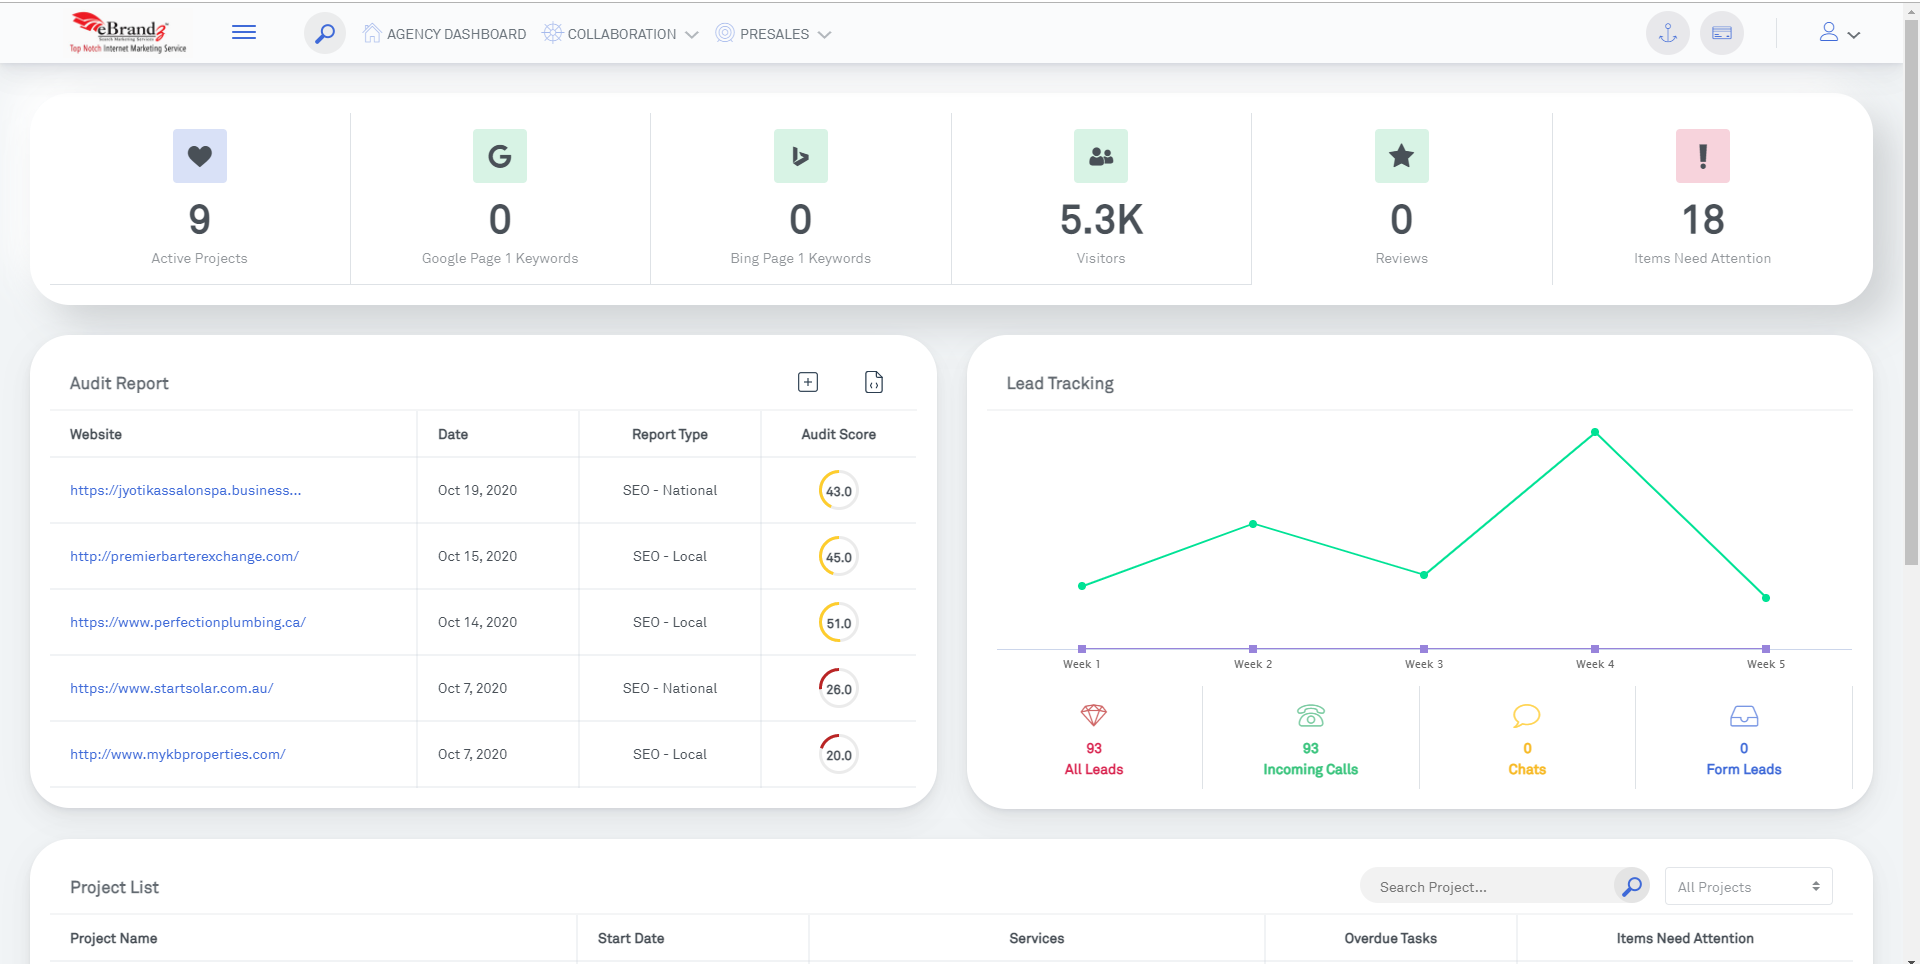 eBrandz
Search Marketing Services
Top Notch Internet Marketing Service
AGENCY DASHBOARD
COLLABORATION
PRESALES
9
Active Projects
0
Google Page 1 Keywords
0
Bing Page 1 Keywords
5.3K
Visitors
0
Reviews
18
Items Need Attention
Audit Report
Website Date Report Type Audit Score
https://jyotikassalonspa.business... Oct 19, 2020 SEO - National 43.0
http://premierbarterexchange.com/ Oct 15, 2020 SEO - Local 45.0
https://www.perfectionplumbing.ca/ Oct 14, 2020 SEO - Local 51.0
https://www.startsolar.com.au/ Oct 7, 2020 SEO - National 26.0
http://www.mykbproperties.com/ Oct 7, 2020 SEO - Local 20.0
Lead Tracking
Week 1 Week 2 Week 3 Week 4 Week 5
93
All Leads
93
Incoming Calls
0
Chats
0
Form Leads
Project List
Search Project...
All Projects
Project Name Start Date Services Overdue Tasks Items Need Attention